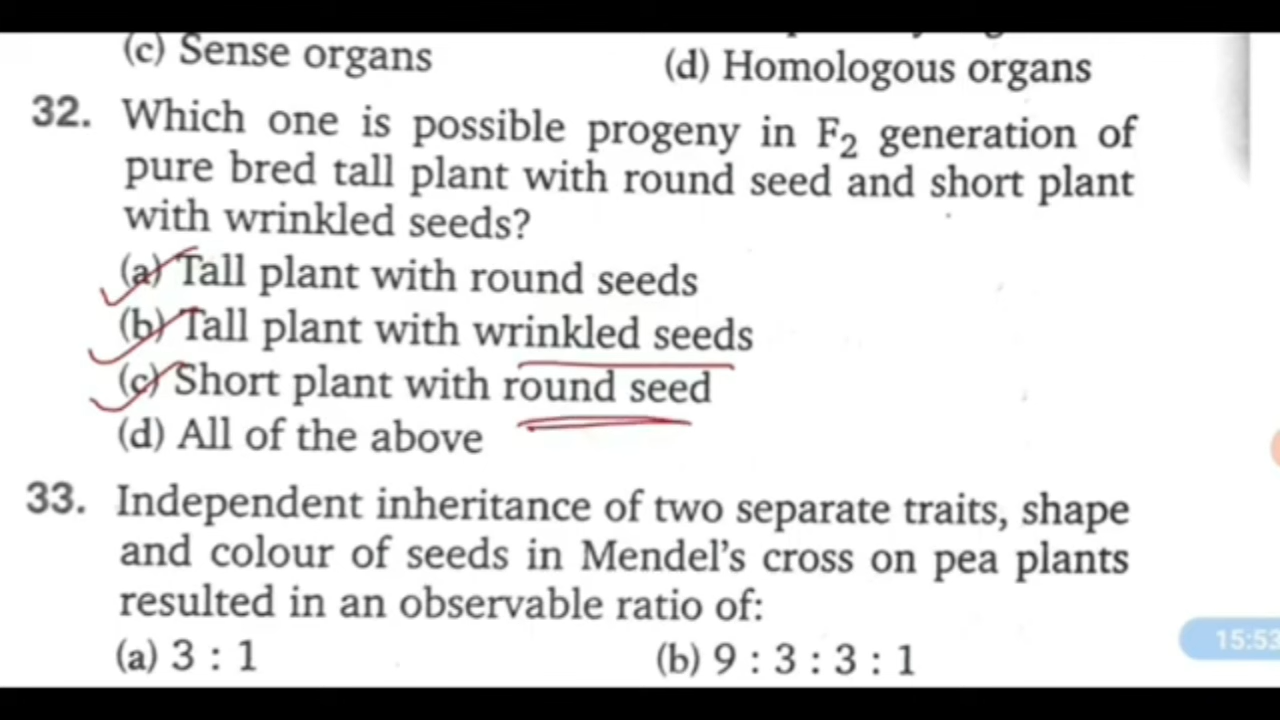 (c) Sense organs
(d) Homologous organs
32. Which one is possible progeny in F₂ generation of
pure bred tall plant with round seed and short plant
with wrinkled seeds?
(a) Tall plant with round seeds
(b) Tall plant with wrinkled seeds
(c) Short plant with round seed
(d) All of the above
33. Independent inheritance of two separate traits, shape
and colour of seeds in Mendel's cross on pea plants
resulted in an observable ratio of:
(a) 3 : 1
(b) 9 : 3 : 3 : 1
15:53